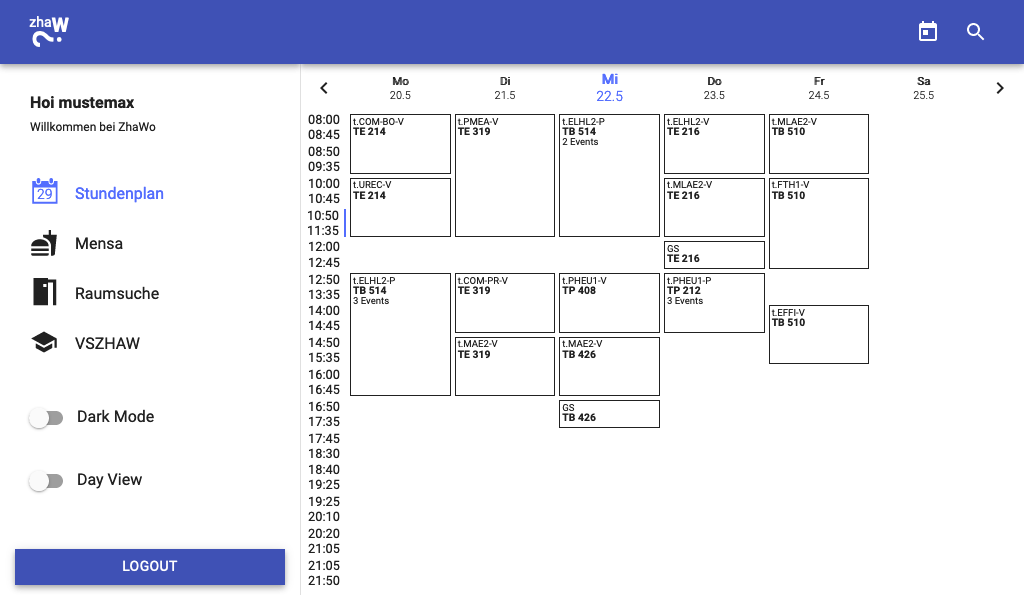 zhaW
Hoi mustemax
Willkommen bei ZhaWo
29
Stundenplan
Mensa
Raumsuche
VSZHAW
Dark Mode
Day View
LOGOUT
Mo Di Mi Do Fr Sa
20.5 21.5 22.5 23.5 24.5 25.5
08:00
08:45
08:50
09:35
10:00
10:45
10:50
11:35
12:00
12:45
12:50
13:35
14:00
14:45
14:50
15:35
16:00
16:45
16:50
17:35
17:45
18:30
18:40
19:25
19:25
20:10
20:20
21:05
21:05
21:50
t.COM-BO-V
TE 214
t.UREC-V
TE 214
t.ELHL2-P
TB 514
3 Events
t.PMEA-V
TE 319
t.COM-PR-V
TE 319
t.MAE2-V
TE 319
t.ELHL2-P
TB 514
2 Events
t.PHEU1-V
TP 408
t.MAE2-V
TB 426
GS
TB 426
t.ELHL2-V
TE 216
t.MLAE2-V
TE 216
GS
TE 216
t.PHEU1-P
TP 212
3 Events
t.MLAE2-V
TB 510
t.FTH1-V
TB 510
t.EFFI-V
TB 510